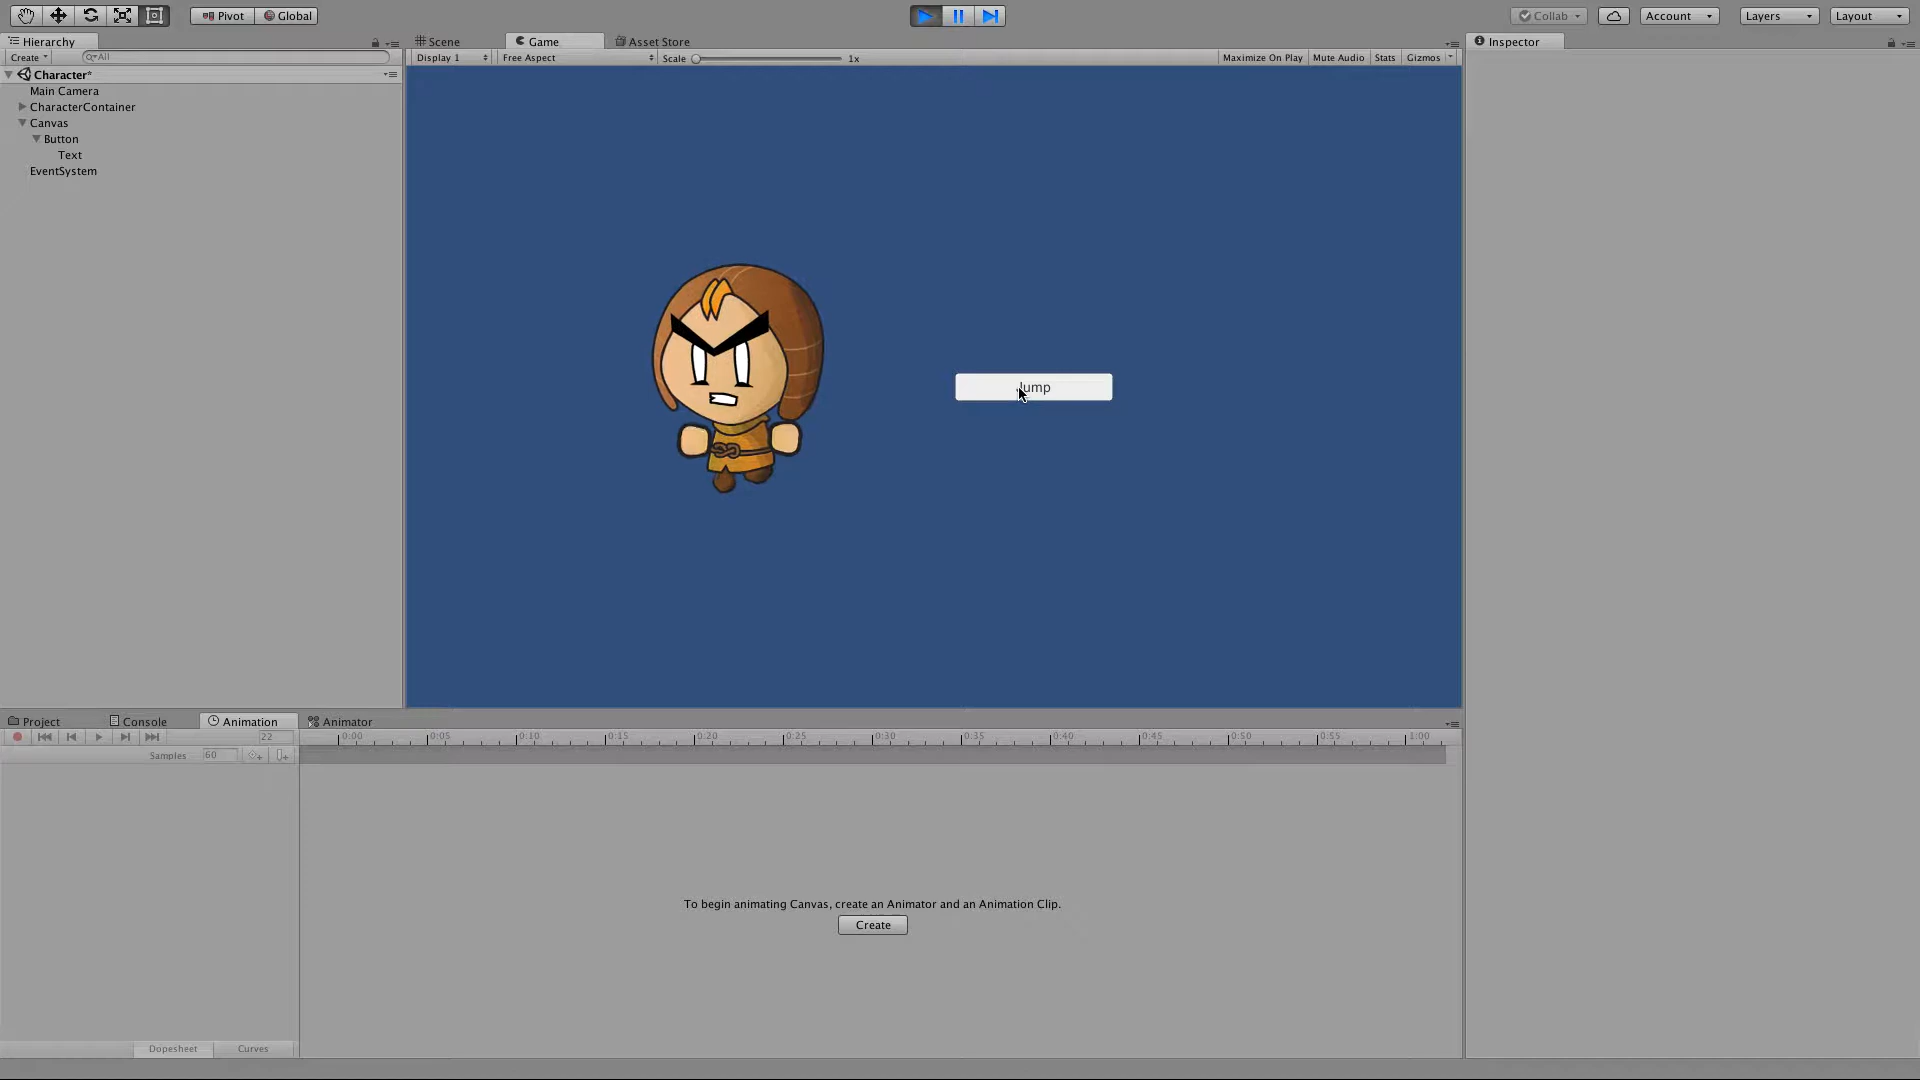 Pivot Global Collab Account Layers Layout
Hierarchy Scene Game Asset Store Inspector
Create All Display 1 Free Aspect Scale 1x Maximize On Play Mute Audio Stats Gizmos
Character*
Main Camera
CharacterContainer
Canvas
Button
Text
EventSystem
Jump
Project Console Animation Animator
22 0:00 0:05 0:10 0:15 0:20 0:25 0:30 0:35 0:40 0:45 0:50 0:55 1:00
Samples 60
To begin animating Canvas, create an Animator and an Animation Clip.
Create
Dopesheet Curves